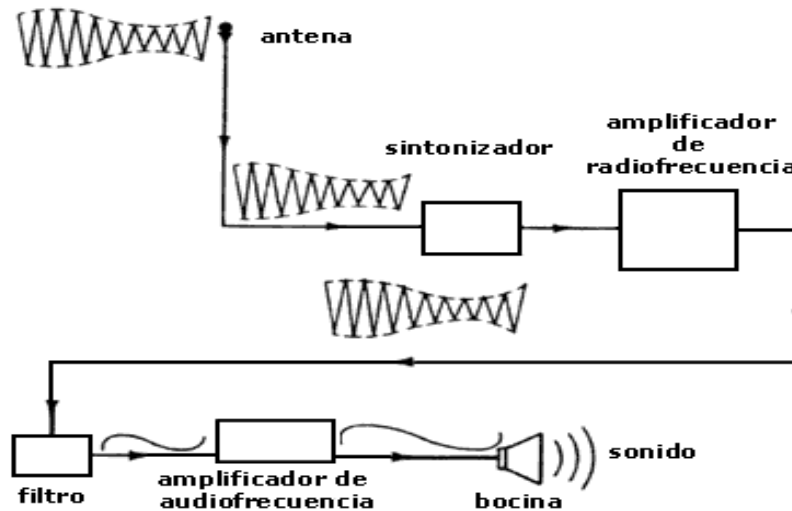 antena
sintonizador
amplificador
de
radiofrecuencia
filtro
amplificador de
audiofrecuencia
bocina
sonido